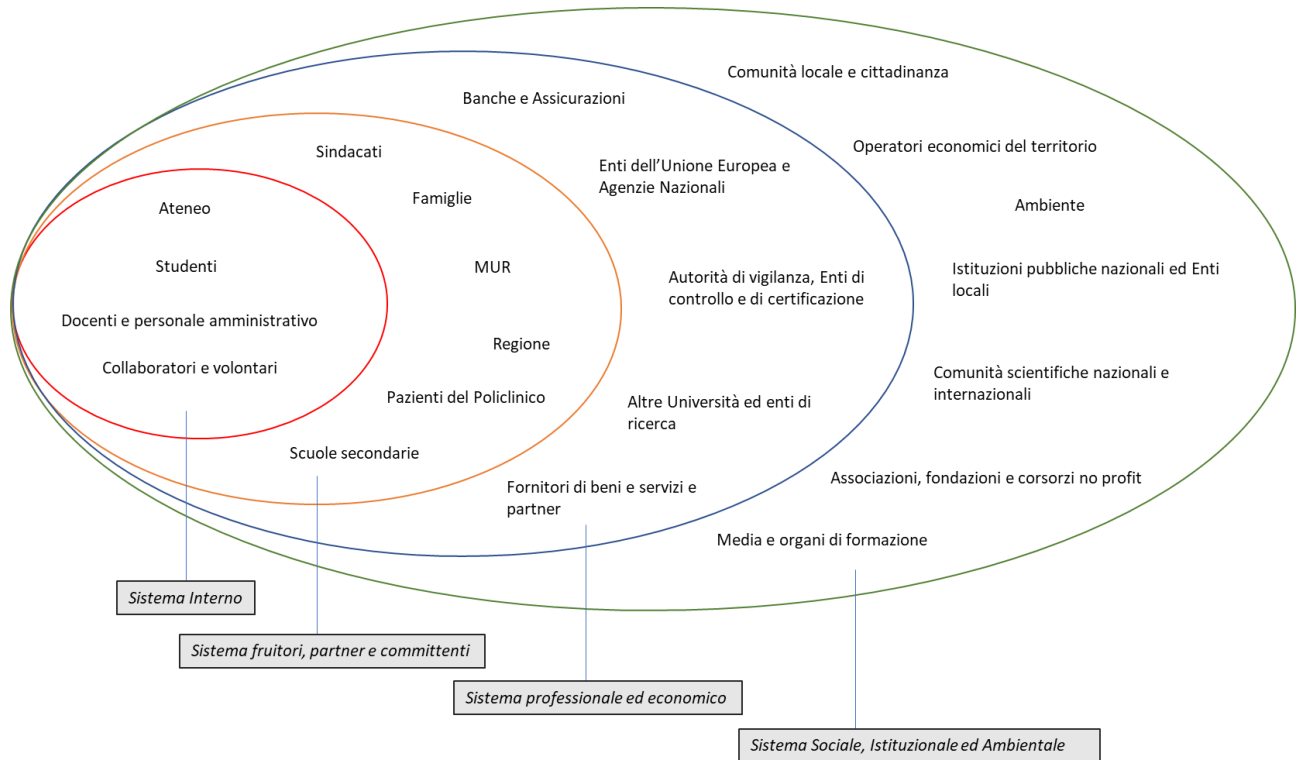 Comunità locale e cittadinanza
Banche e Assicurazioni
Operatori economici del territorio
Sindacati
Enti dell'Unione Europea e
Agenzie Nazionali
Famiglie
Ambiente
Ateneo
Studenti
MUR
Autorità di vigilanza, Enti di
controllo e di certificazione
Istituzioni pubbliche nazionali ed Enti
locali
Docenti e personale amministrativo
Regione
Collaboratori e volontari
Comunità scientifiche nazionali e
internazionali
Pazienti del Policlinico
Altre Università ed enti di
ricerca
Scuole secondarie
Associazioni, fondazioni e corsorzi no profit
Fornitori di beni e servizi e
partner
Media e organi di formazione
Sistema Interno
Sistema fruitori, partner e committenti
Sistema professionale ed economico
Sistema Sociale, Istituzionale ed Ambientale